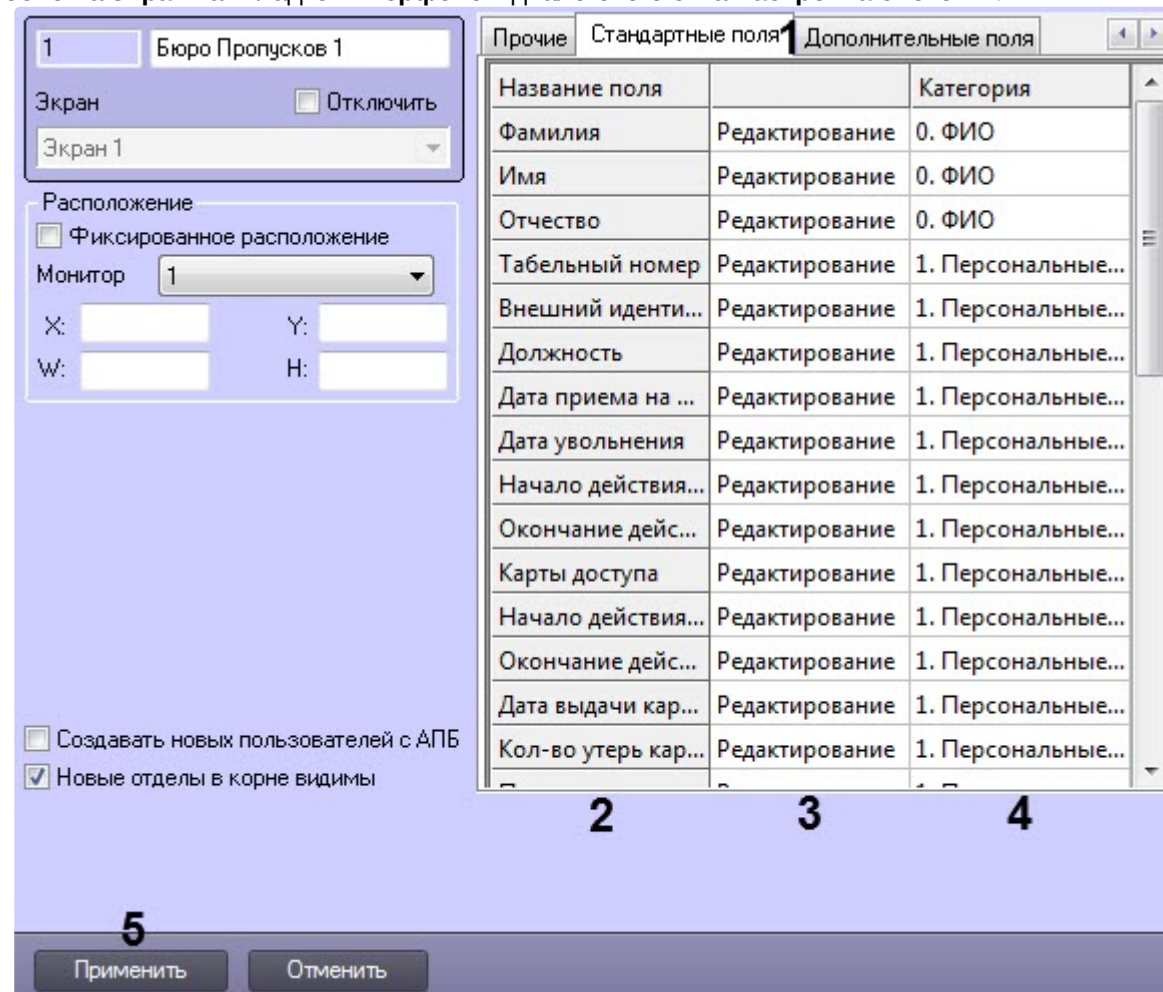 1 Бюро Пропусков 1
Экран Отключить
Экран 1
Расположение
Фиксированное расположение
Монитор 1
X: Y:
W: H:
Создавать новых пользователей с АПБ
Новые отделы в корне видимы
Прочие Стандартные поля 1 Дополнительные поля
Название поля Категория
Фамилия Редактирование 0. ФИО
Имя Редактирование 0. ФИО
Отчество Редактирование 0. ФИО
Табельный номер Редактирование 1. Персональные...
Внешний иденти... Редактирование 1. Персональные...
Должность Редактирование 1. Персональные...
Дата приема на ... Редактирование 1. Персональные...
Дата увольнения Редактирование 1. Персональные...
Начало действия... Редактирование 1. Персональные...
Окончание дейс... Редактирование 1. Персональные...
Карты доступа Редактирование 1. Персональные...
Начало действия... Редактирование 1. Персональные...
Окончание дейс... Редактирование 1. Персональные...
Дата выдачи кар... Редактирование 1. Персональные...
Кол-во утерь кар... Редактирование 1. Персональные...
2 3 4
5
Применить Отменить